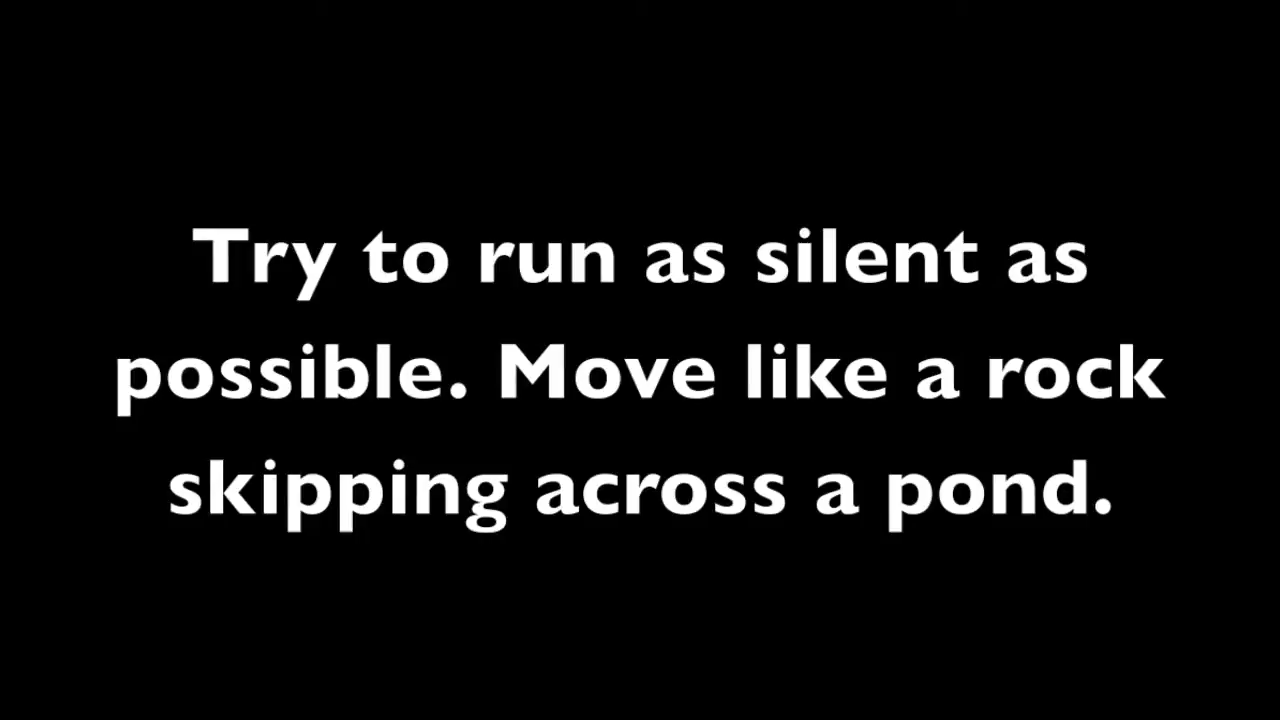 Try to run as silent as
possible. Move like a rock
skipping across a pond.